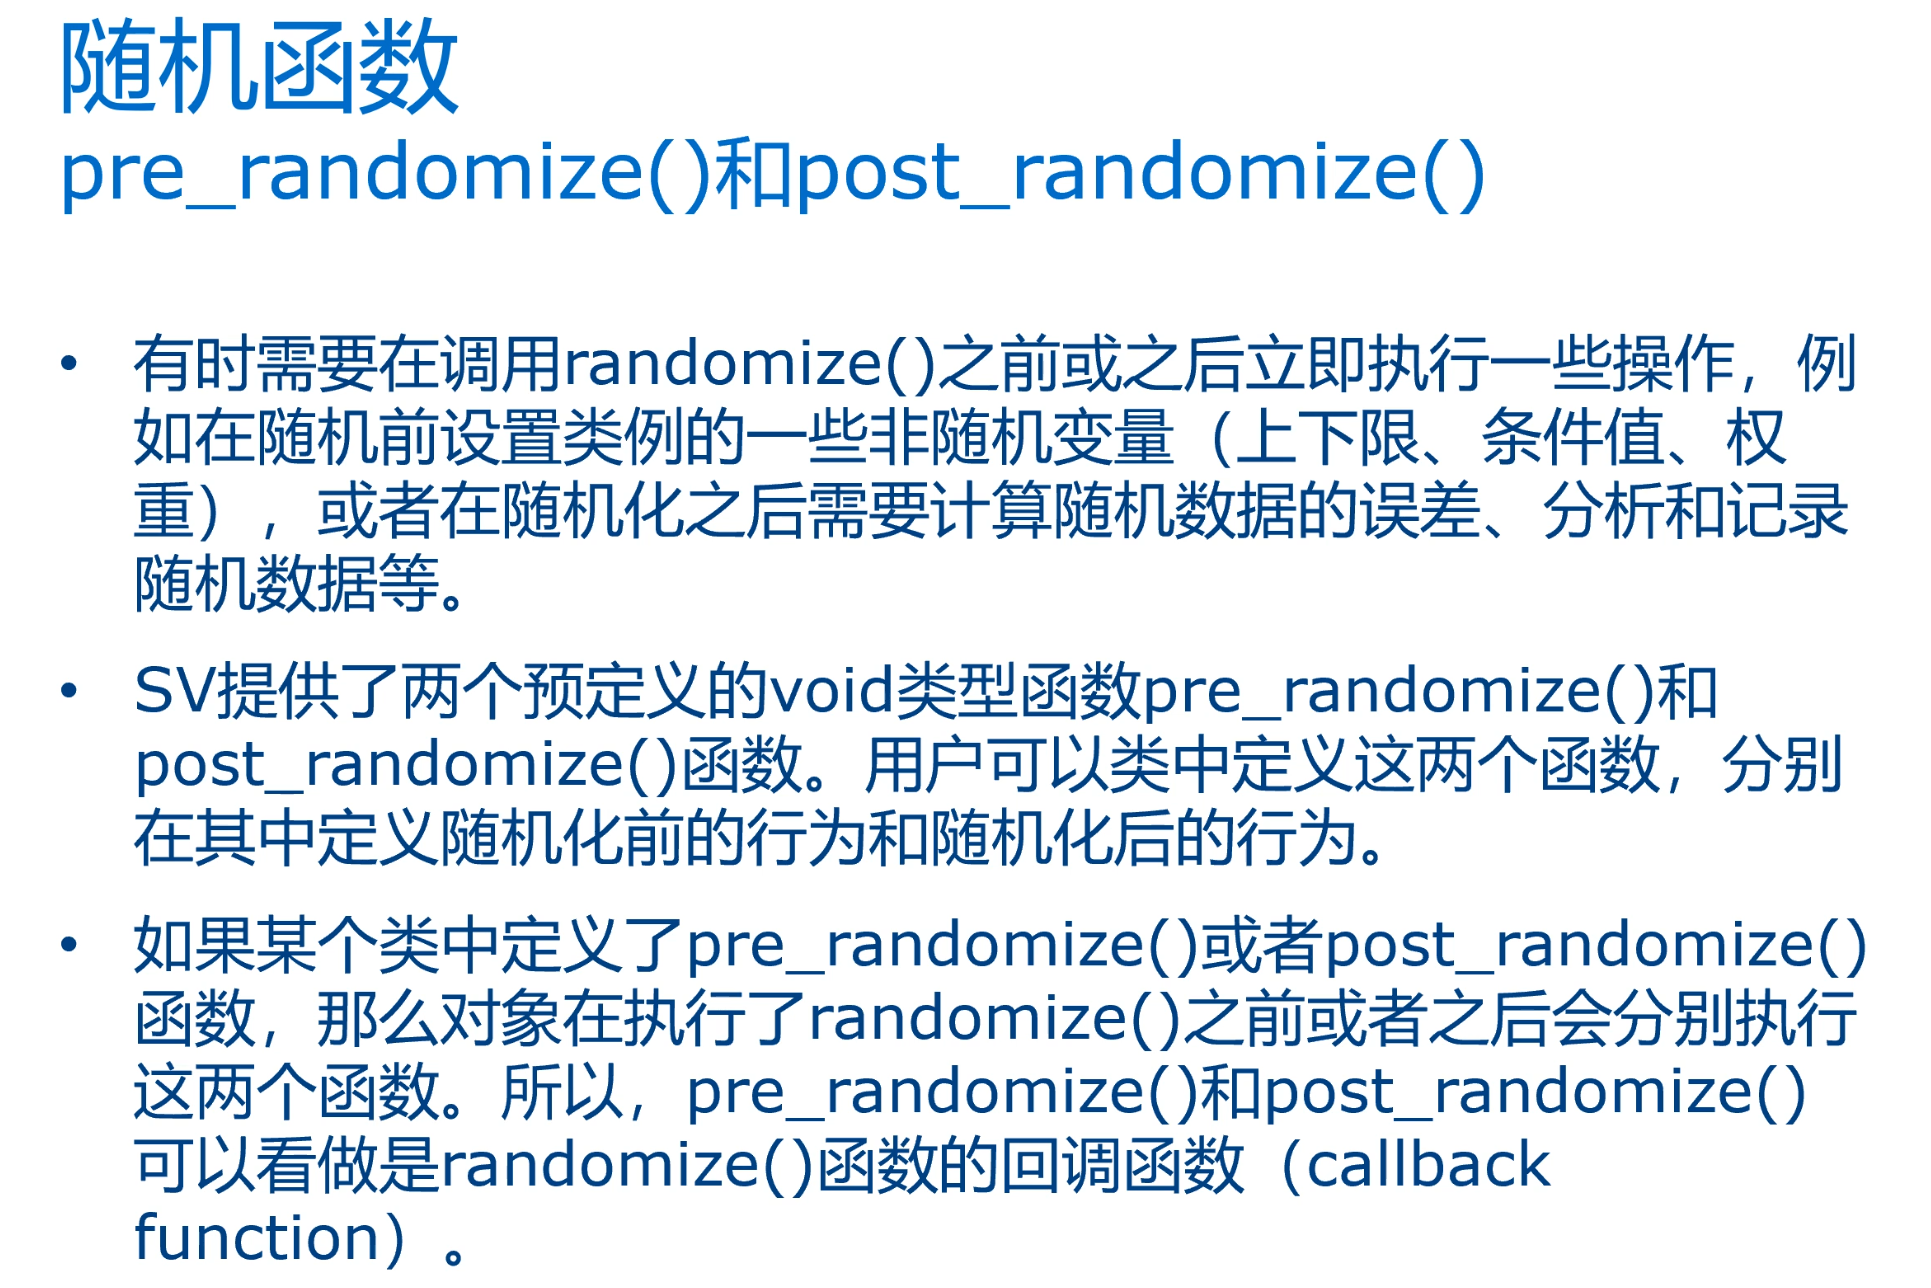 随机函数
pre_randomize()和post_randomize()
• 有时需要在调用randomize()之前或之后立即执行一些操作，例
如在随机前设置类例的一些非随机变量（上下限、条件值、权
重），或者在随机化之后需要计算随机数据的误差、分析和记录
随机数据等。
• SV提供了两个预定义的void类型函数pre_randomize()和
post_randomize()函数。用户可以类中定义这两个函数，分别
在其中定义随机化前的行为和随机化后的行为。
• 如果某个类中定义了pre_randomize()或者post_randomize()
函数，那么对象在执行了randomize()之前或者之后会分别执行
这两个函数。所以，pre_randomize()和post_randomize()
可以看做是randomize()函数的回调函数（callback
function）。